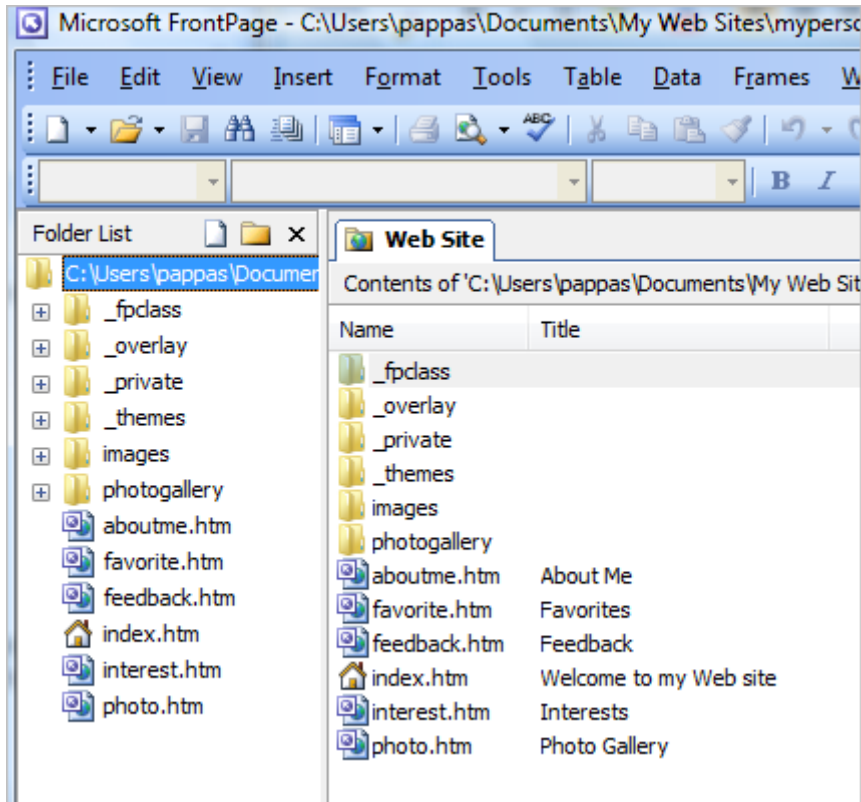 Microsoft FrontPage - C:\Users\pappas\Documents\My Web Sites\myperso
File Edit View Insert Format Tools Table Data Frames W
ABC
B I
Folder List
Web Site
C:\Users\pappas\Documen
Contents of 'C:\Users\pappas\Documents\My Web Sit
Name Title
_fpclass
_overlay
_private
_themes
images
photogallery
aboutme.htm
favorite.htm
feedback.htm
index.htm
interest.htm
photo.htm
_fpclass
_overlay
_private
_themes
images
photogallery
aboutme.htm About Me
favorite.htm Favorites
feedback.htm Feedback
index.htm Welcome to my Web site
interest.htm Interests
photo.htm Photo Gallery